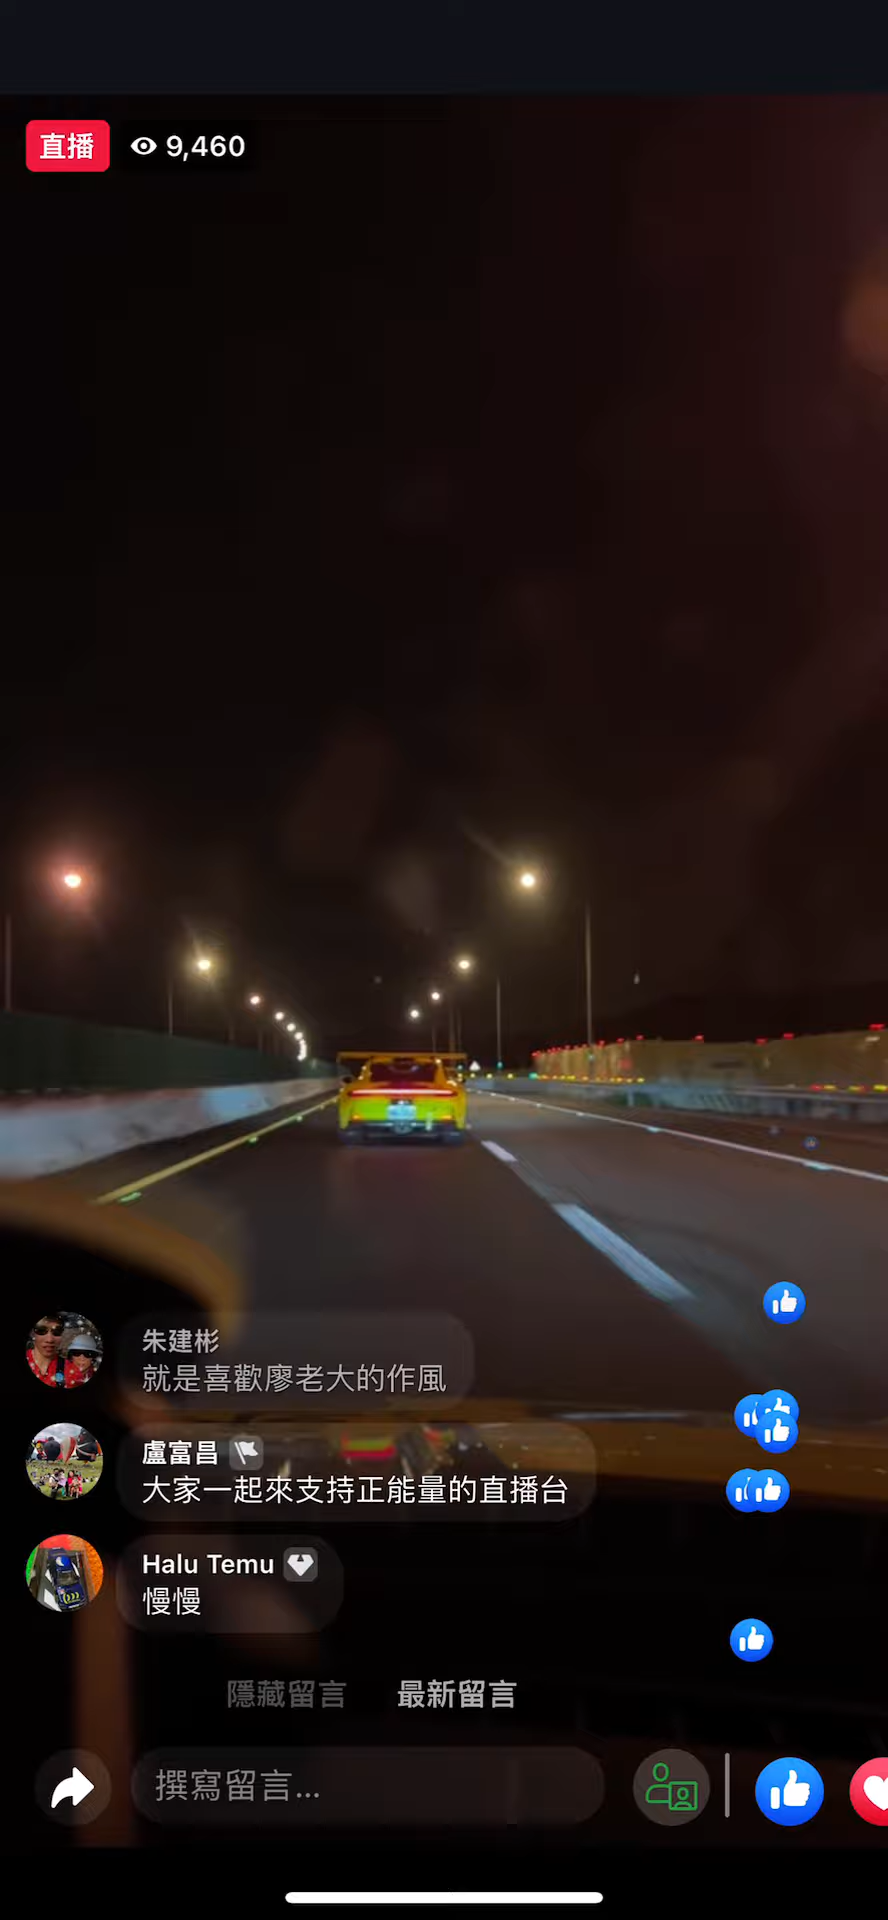 直播 9,460
朱建彬
就是喜歡廖老大的作風
盧富昌
大家一起來支持正能量的直播台
Halu Temu
慢慢
隱藏留言 最新留言
撰寫留言...